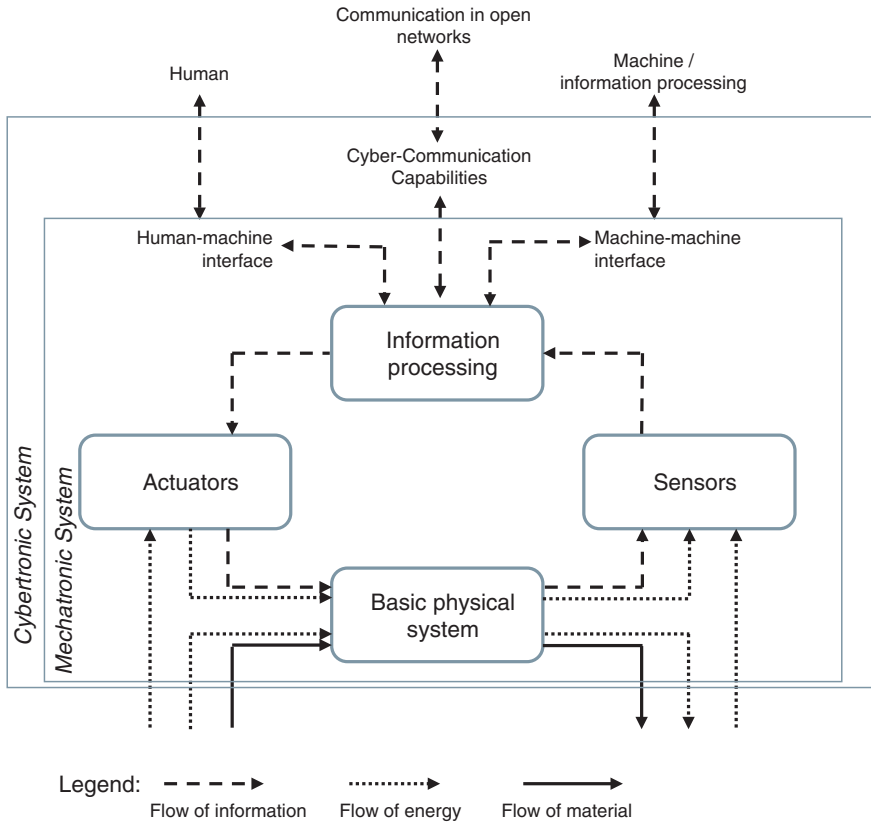 Communication in open
networks
Human
Machine /
information processing
Cyber-Communication
Capabilities
Human-machine
interface
Machine-machine
interface
Information
processing
Cybertronic System
Mechatronic System
Actuators
Sensors
Basic physical
system
Legend:
Flow of information
Flow of energy
Flow of material